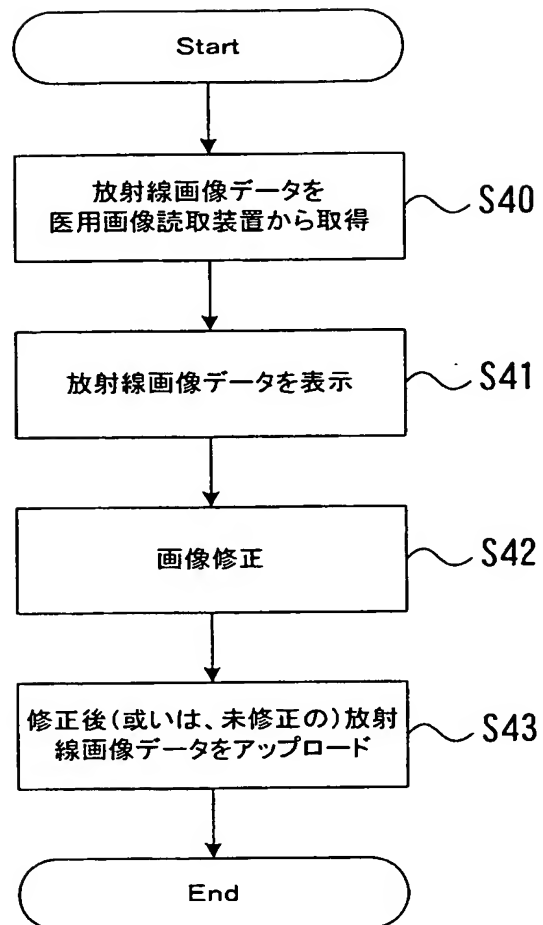 Start
放射線画像データを
医用画像読取装置から取得
S40
放射線画像データを表示
S41
画像修正
S42
修正後(或いは、未修正の)放射
線画像データをアップロード
S43
End